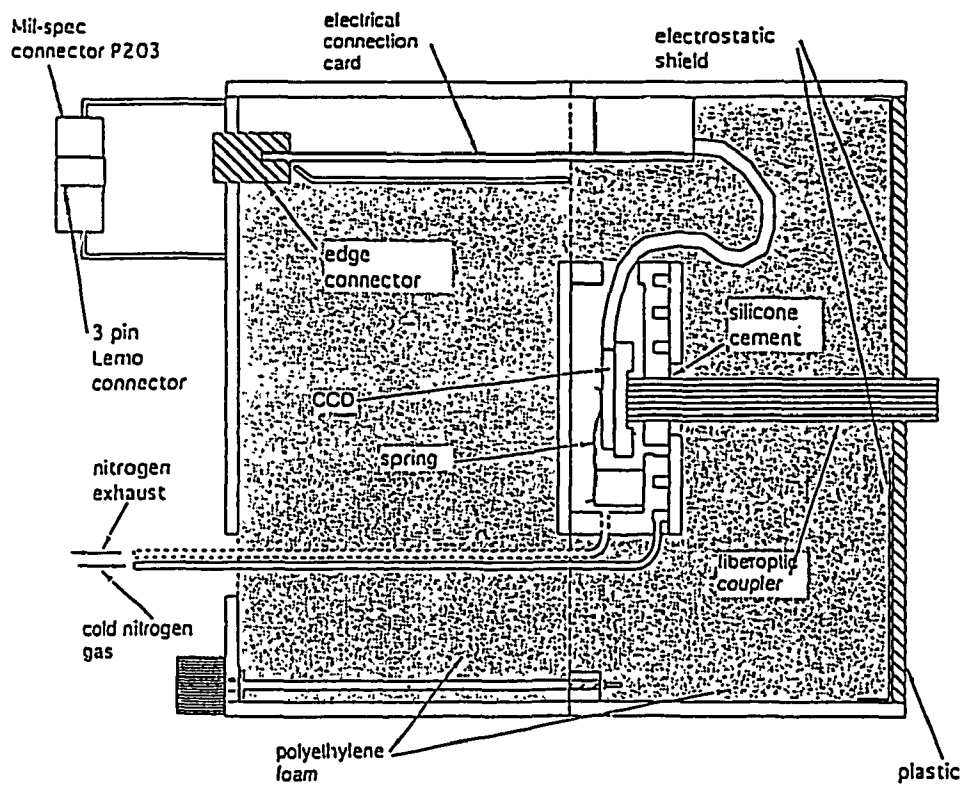 Mil-spec
connector P203
electrical
connection
card
electrostatic
shield
edge
connector
silicone
cement
3 pin
Lemo
connector
CCD
spring
nitrogen
exhaust
liberoptic
coupler
cold nitrogen
gas
polyethylene
foam
plastic